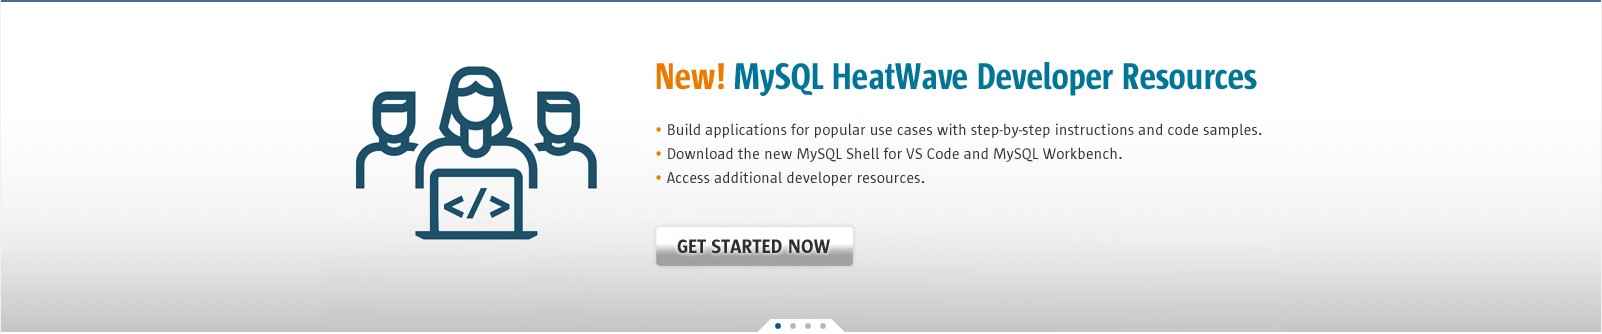 New! MySQL HeatWave Developer Resources
• Build applications for popular use cases with step-by-step instructions and code samples.
• Download the new MySQL Shell for VS Code and MySQL Workbench.
• Access additional developer resources.
</>
GET STARTED NOW